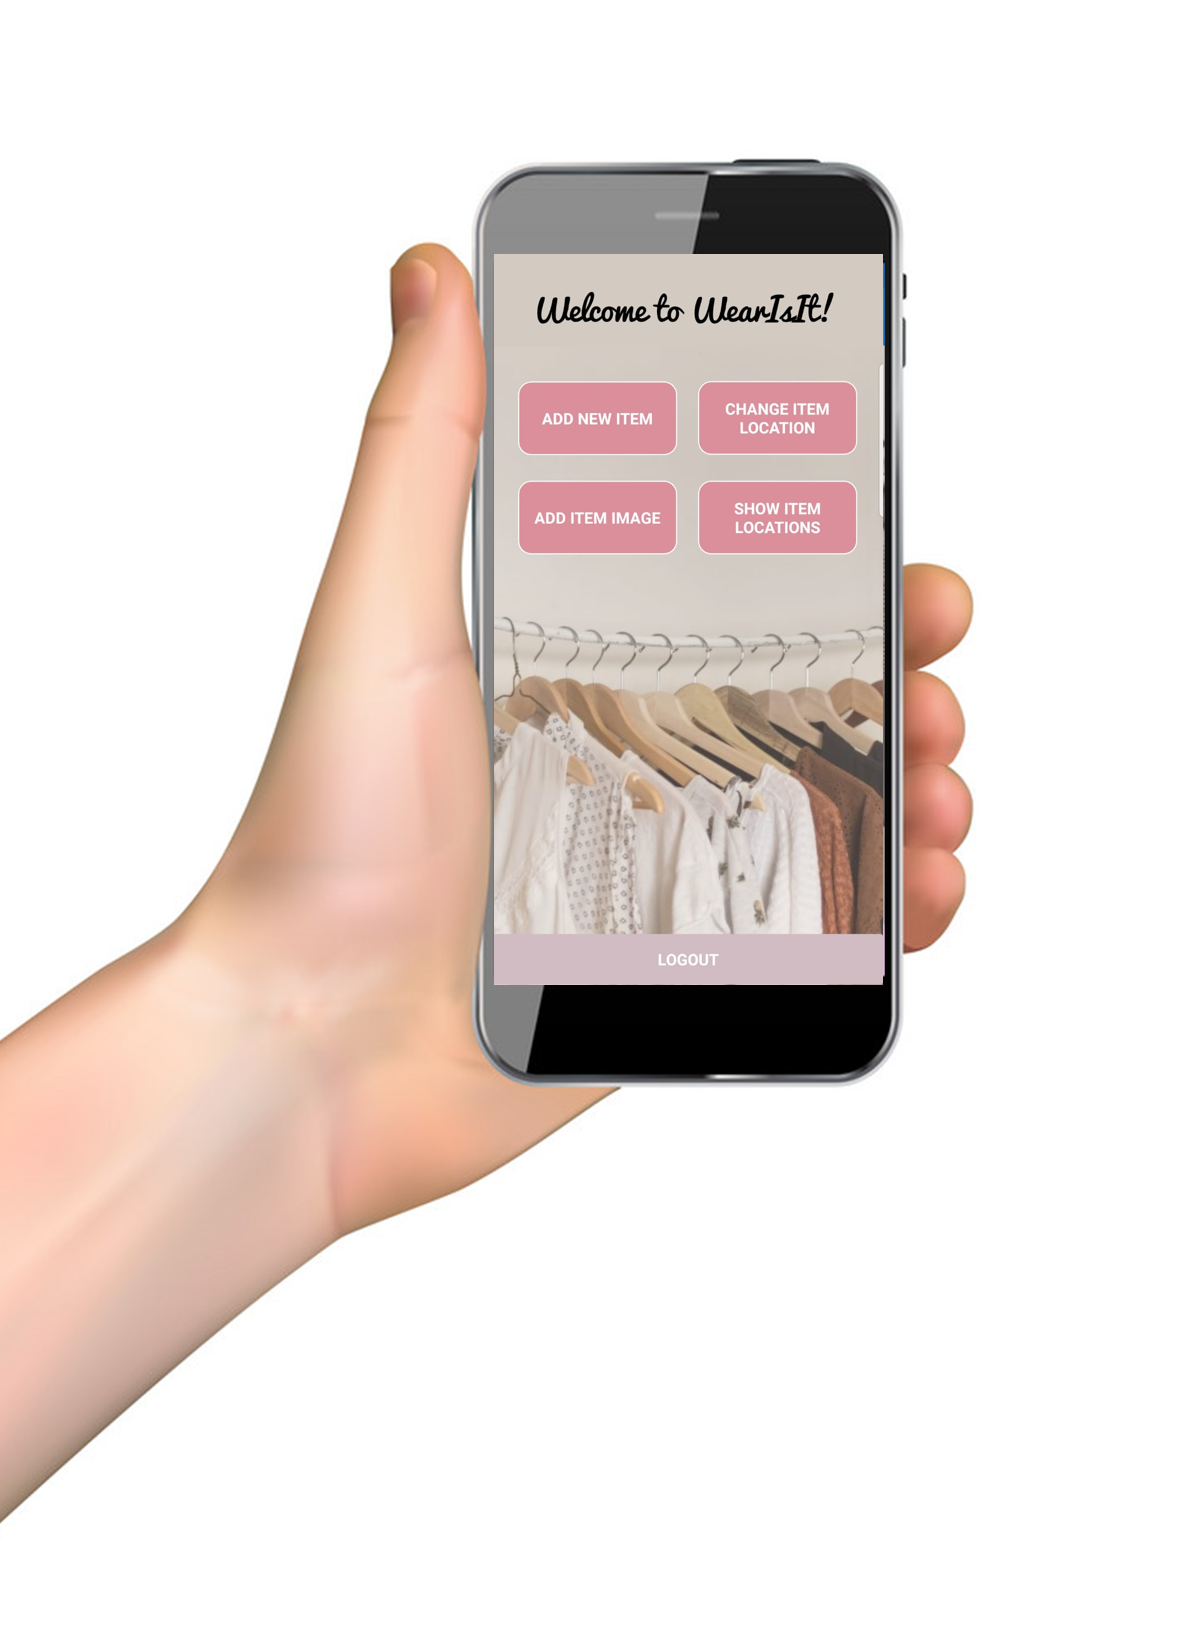 Welcome to WearIsIt!
ADD NEW ITEM
CHANGE ITEM
LOCATION
ADD ITEM IMAGE
SHOW ITEM
LOCATIONS
LOGOUT